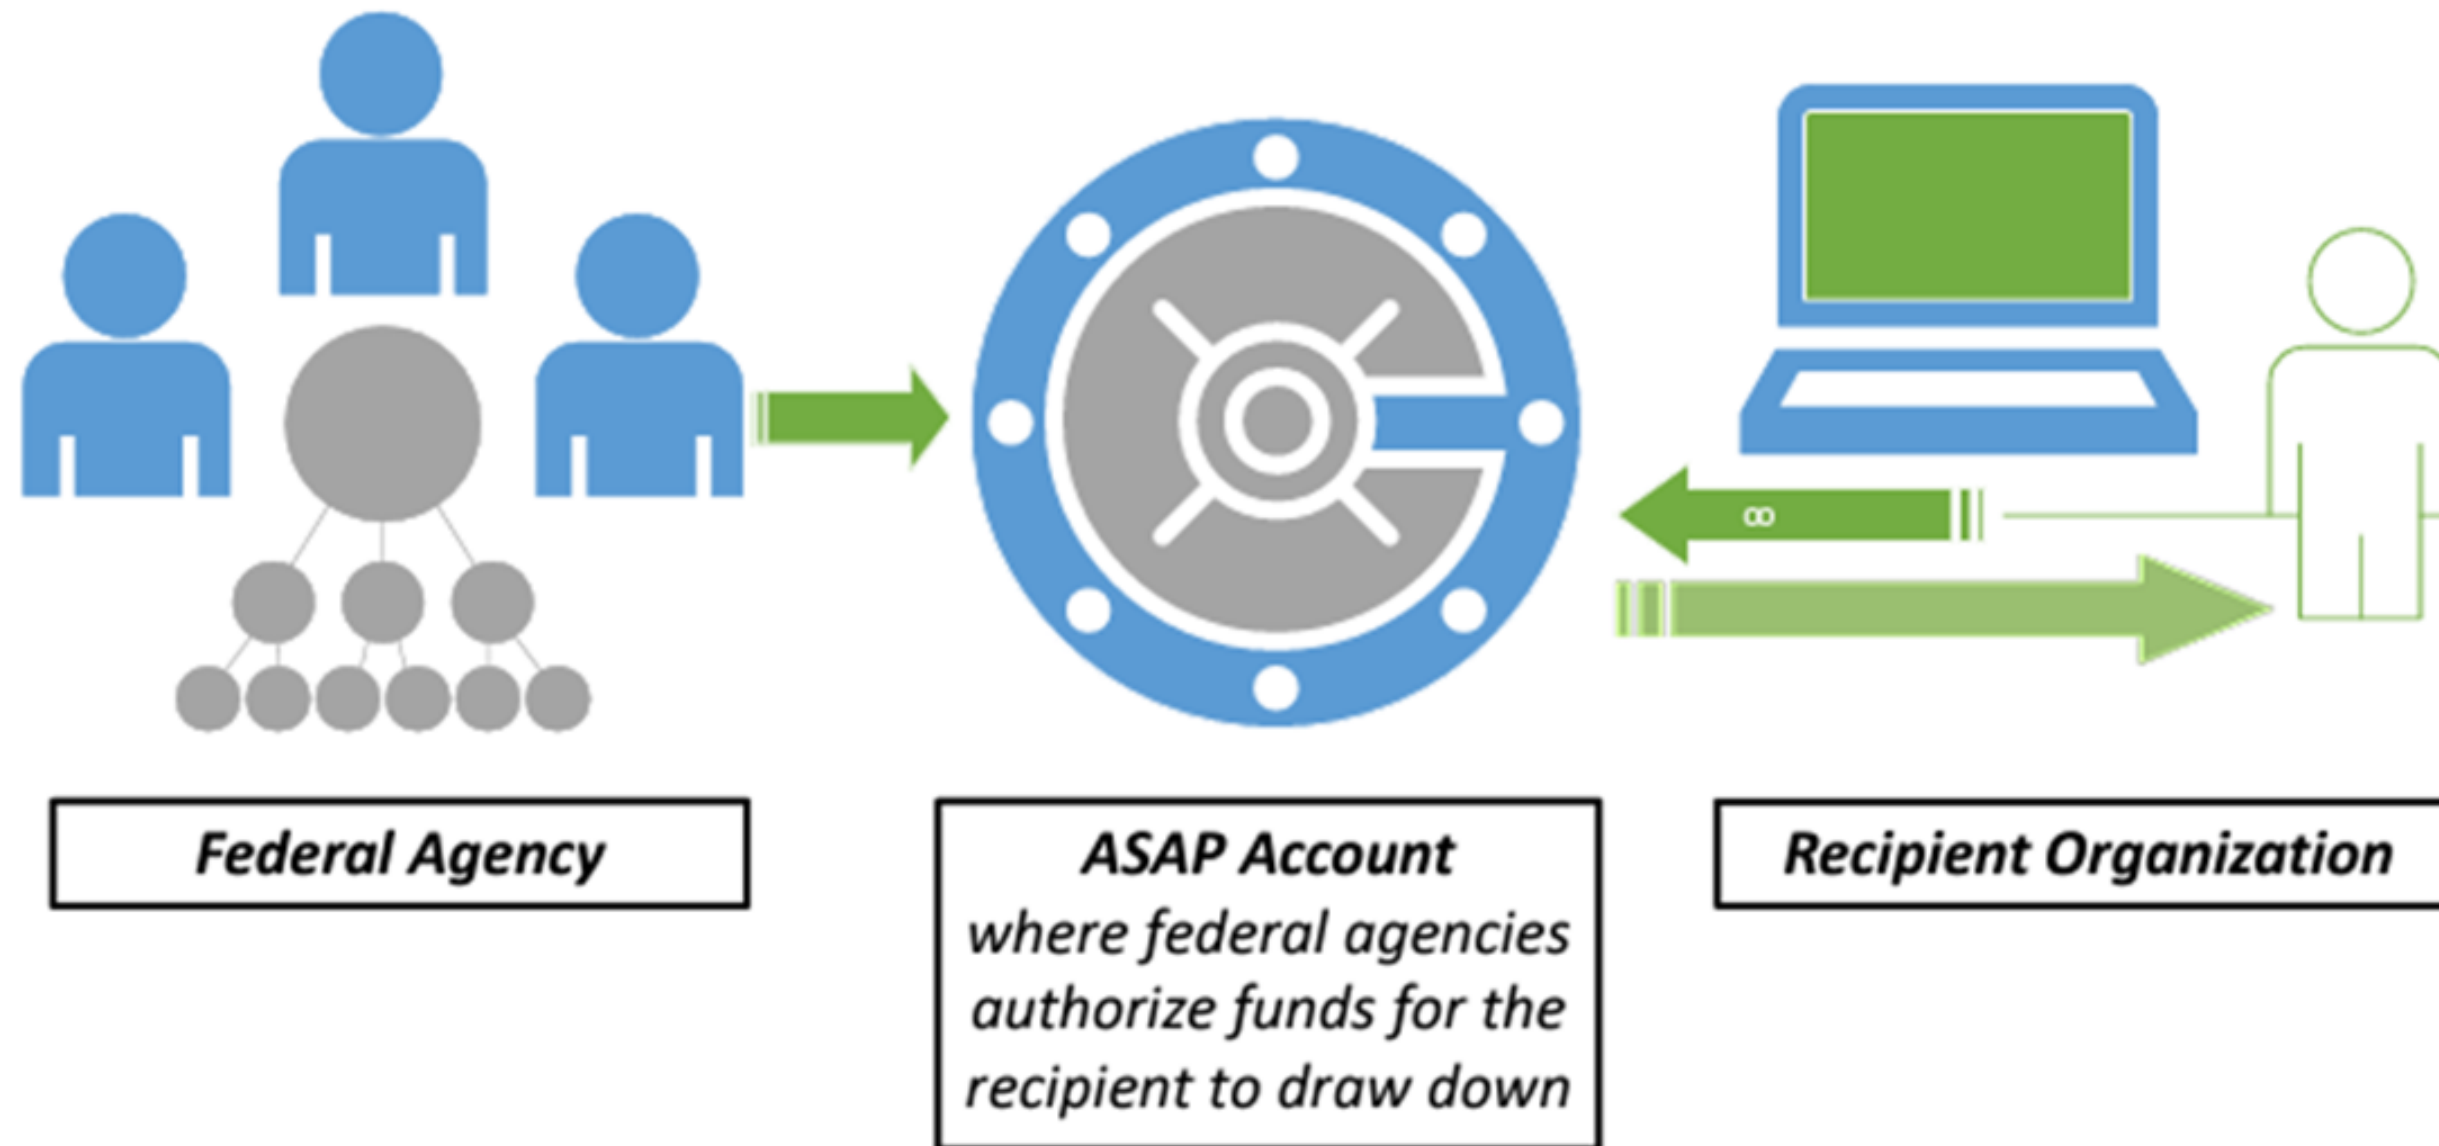 ∞
Federal Agency
ASAP Account
where federal agencies
authorize funds for the
recipient to draw down
Recipient Organization